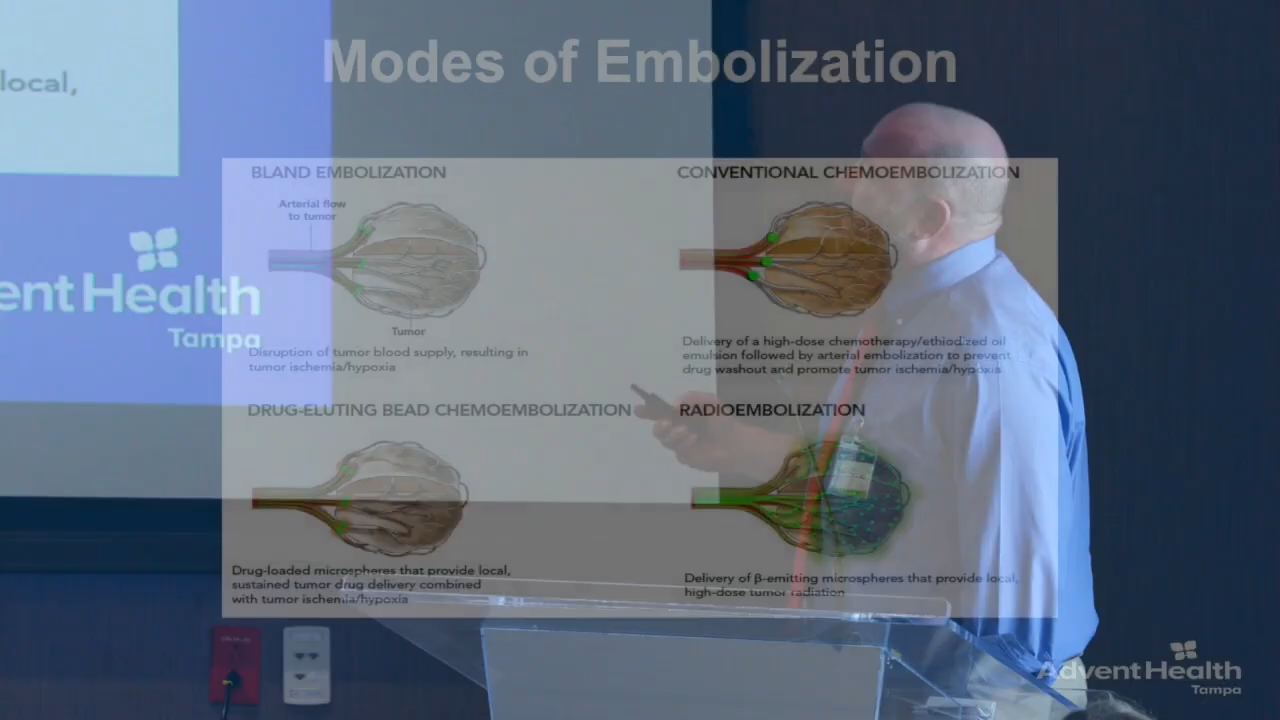 Modes of Embolization
local,
BLAND EMBOLIZATION
Arterial flow
to tumor
Tumor
Disruption of tumor blood supply, resulting in
tumor ischemia/hypoxia
CONVENTIONAL CHEMOEMBOLIZATION
Delivery of a high-dose chemotherapy/ethiodized oil
emulsion followed by arterial embolization to prevent
drug washout and promote tumor ischemia/hypoxia
ent Health
Tampa
DRUG-ELUTING BEAD CHEMOEMBOLIZATION
Drug-loaded microspheres that provide local,
sustained tumor drug delivery combined
with tumor ischemia/hypoxia
RADIOEMBOLIZATION
Delivery of β-emitting microspheres that provide local,
high-dose tumor radiation
Advent Health
Tampa